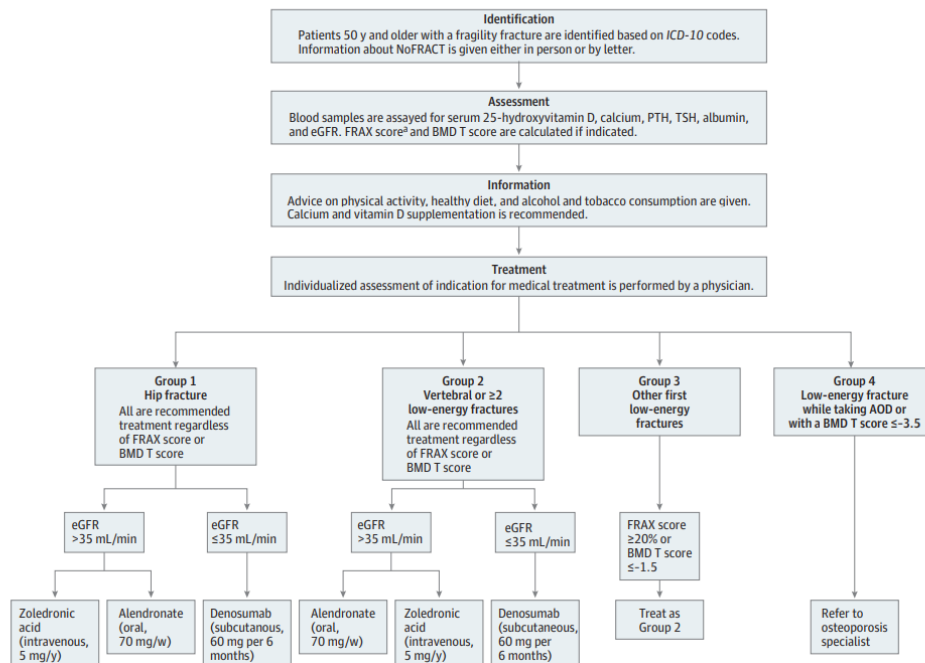 Identification
Patients 50 y and older with a fragility fracture are identified based on ICD-10 codes.
Information about NoFRACT is given either in person or by letter.
Assessment
Blood samples are assayed for serum 25-hydroxyvitamin D, calcium, PTH, TSH, albumin,
and eGFR. FRAX scoreᵃ and BMD T score are calculated if indicated.
Information
Advice on physical activity, healthy diet, and alcohol and tobacco consumption are given.
Calcium and vitamin D supplementation is recommended.
Treatment
Individualized assessment of indication for medical treatment is performed by a physician.
Group 1
Hip fracture
All are recommended
treatment regardless
of FRAX score or
BMD T score
Group 2
Vertebral or ≥2
low-energy fractures
All are recommended
treatment regardless
of FRAX score or
BMD T score
Group 3
Other first
low-energy
fractures
Group 4
Low-energy fracture
while taking AOD or
with a BMD T score ≤-3.5
eGFR
>35 mL/min
eGFR
≤35 mL/min
eGFR
>35 mL/min
eGFR
≤35 mL/min
FRAX score
≥20% or
BMD T score
≤-1.5
Zoledronic
acid
(intravenous,
5 mg/y)
Alendronate
(oral,
70 mg/w)
Denosumab
(subcutaneous,
60 mg per 6
months)
Alendronate
(oral,
70 mg/w)
Zoledronic
acid
(intravenous,
5 mg/y)
Denosumab
(subcutaneous,
60 mg per
6 months)
Treat as
Group 2
Refer to
osteoporosis
specialist